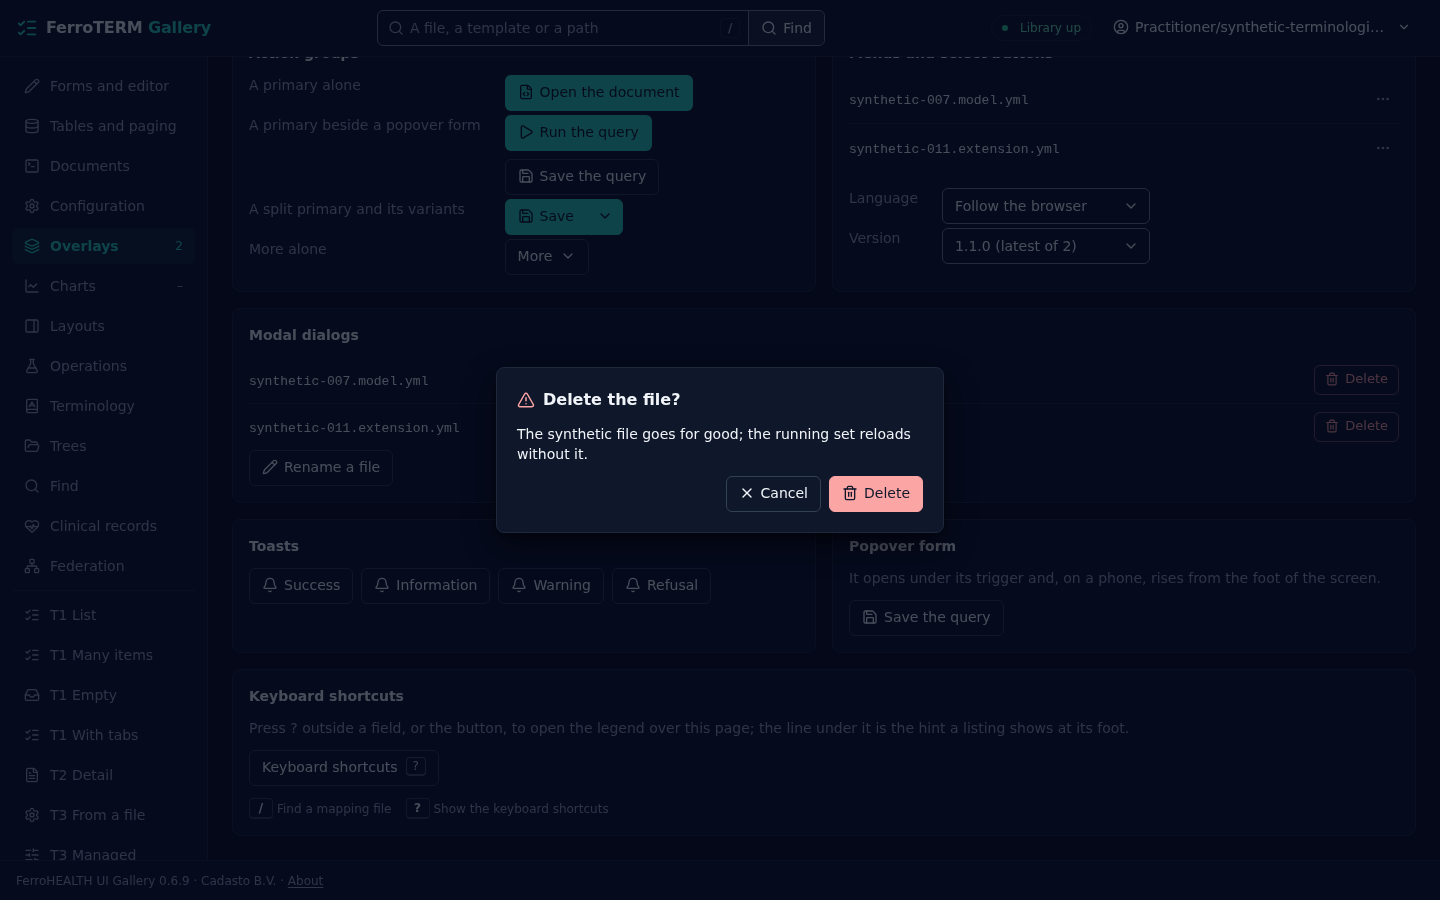 FerroTERM Gallery
A file, a template or a path
/
Find
Library up
Practitioner/synthetic-terminologi...
Forms and editor
Tables and paging
Documents
Configuration
Overlays 2
Charts –
Layouts
Operations
Terminology
Trees
Find
Clinical records
Federation
T1 List
T1 Many items
T1 Empty
T1 With tabs
T2 Detail
T3 From a file
T3 Managed
A primary alone
Open the document
A primary beside a popover form
Run the query
Save the query
A split primary and its variants
Save
More alone
More
synthetic-007.model.yml
synthetic-011.extension.yml
Language
Follow the browser
Version
1.1.0 (latest of 2)
Modal dialogs
synthetic-007.model.yml
Delete
synthetic-011.extension.yml
Delete
Rename a file
Delete the file?
The synthetic file goes for good; the running set reloads
without it.
Cancel
Delete
Toasts
Success
Information
Warning
Refusal
Popover form
It opens under its trigger and, on a phone, rises from the foot of the screen.
Save the query
Keyboard shortcuts
Press ? outside a field, or the button, to open the legend over this page; the line under it is the hint a listing shows at its foot.
Keyboard shortcuts ?
/ Find a mapping file ? Show the keyboard shortcuts
FerroHEALTH UI Gallery 0.6.9 · Cadasto B.V. · About